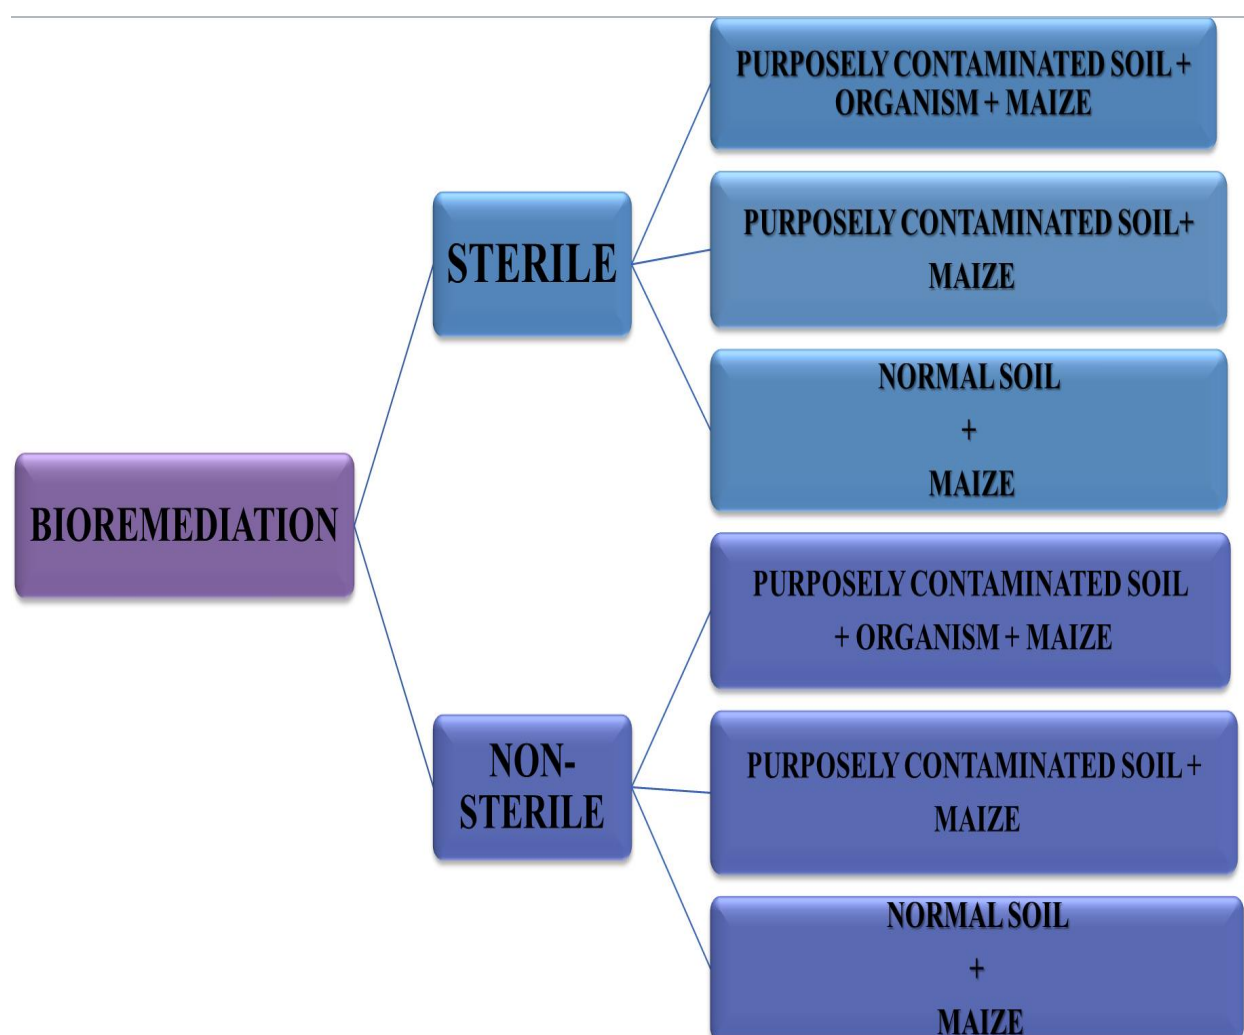 PURPOSELY CONTAMINATED SOIL +
ORGANISM + MAIZE
STERILE
PURPOSELY CONTAMINATED SOIL+
MAIZE
NORMAL SOIL
+
MAIZE
BIOREMEDIATION
PURPOSELY CONTAMINATED SOIL
+ ORGANISM + MAIZE
NON-
STERILE
PURPOSELY CONTAMINATED SOIL +
MAIZE
NORMAL SOIL
+
MAIZE